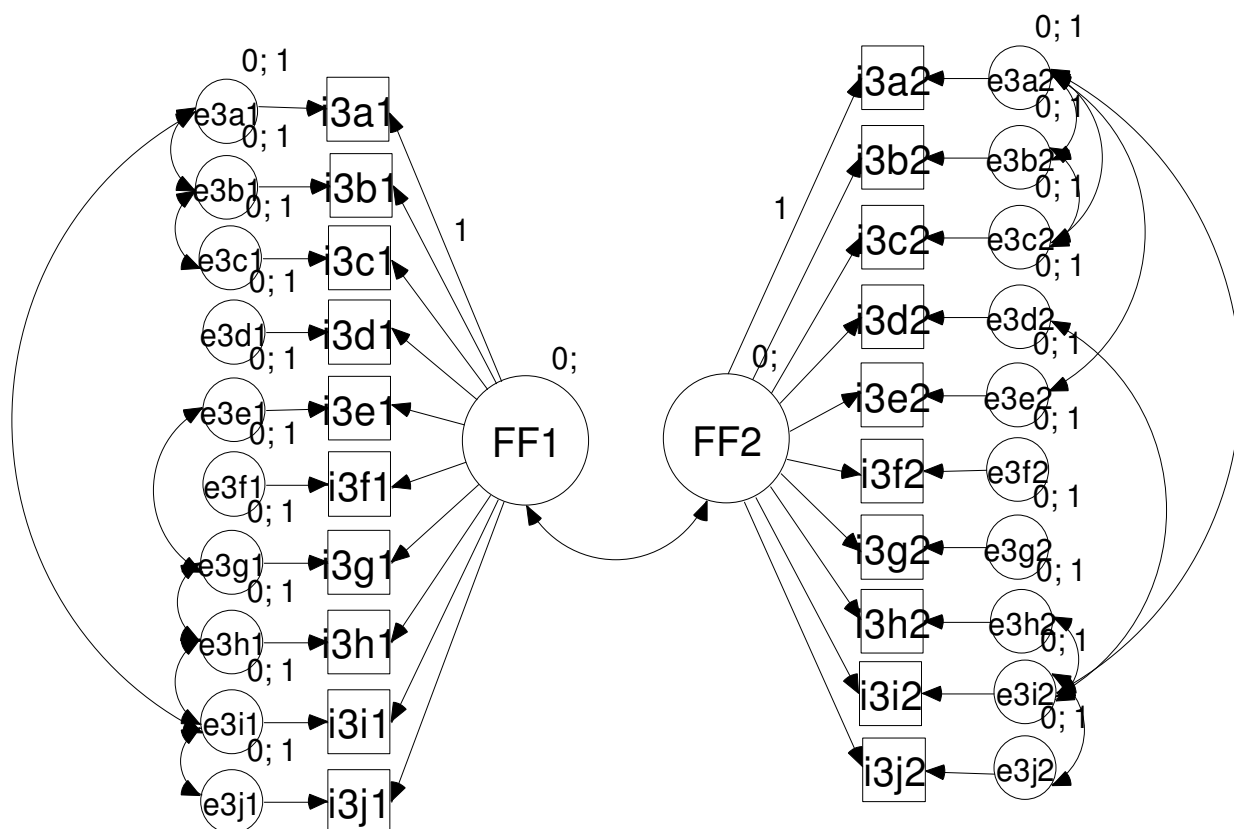 0; 1
e3a1
i3a1
0; 1
e3b1
i3b1
0; 1
e3c1
i3c1
0; 1
e3d1
i3d1
0; 1
e3e1
i3e1
0; 1
e3f1
i3f1
0; 1
e3g1
i3g1
0; 1
e3h1
i3h1
0; 1
e3i1
i3i1
0; 1
e3j1
i3j1
1
0;
FF1
1
0;
FF2
0; 1
i3a2
e3a2
0; 1
i3b2
e3b2
0; 1
i3c2
e3c2
0; 1
i3d2
e3d2
0; 1
i3e2
e3e2
0; 1
i3f2
e3f2
0; 1
i3g2
e3g2
0; 1
i3h2
e3h2
0; 1
i3i2
e3i2
0; 1
i3j2
e3j2